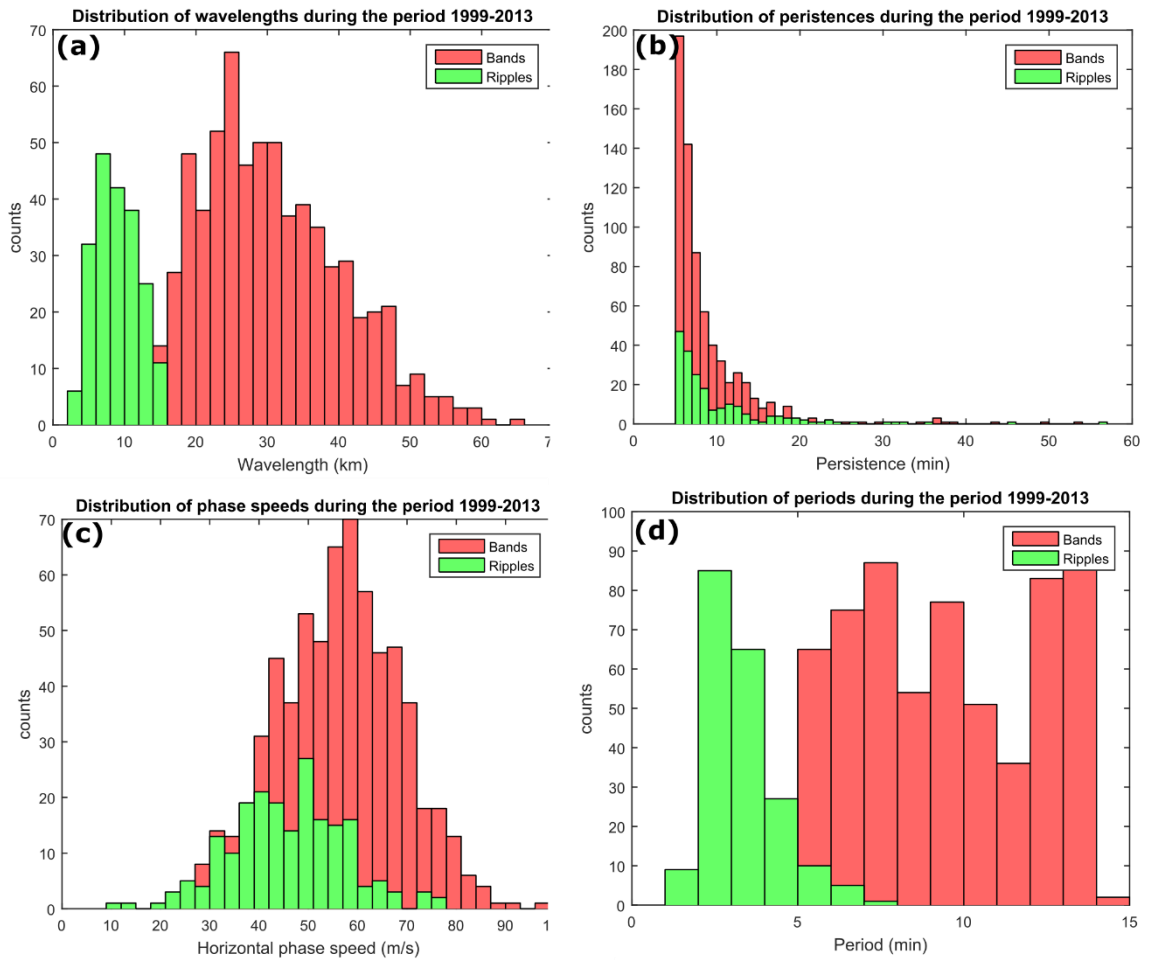 Distribution of wavelengths during the period 1999-2013
(a)
Bands
Ripples
70
60
50
40
30
20
10
0
counts
0 10 20 30 40 50 60 7
Wavelength (km)
Distribution of peristences during the period 1999-2013
(b)
Bands
Ripples
200
180
160
140
120
100
80
60
40
20
0
counts
0 10 20 30 40 50 60
Persistence (min)
Distribution of phase speeds during the period 1999-2013
(c)
Bands
Ripples
70
60
50
40
30
20
10
0
counts
0 10 20 30 40 50 60 70 80 90 1
Horizontal phase speed (m/s)
Distribution of periods during the period 1999-2013
(d)
Bands
Ripples
100
90
80
70
60
50
40
30
20
10
0
counts
0 5 10 15
Period (min)